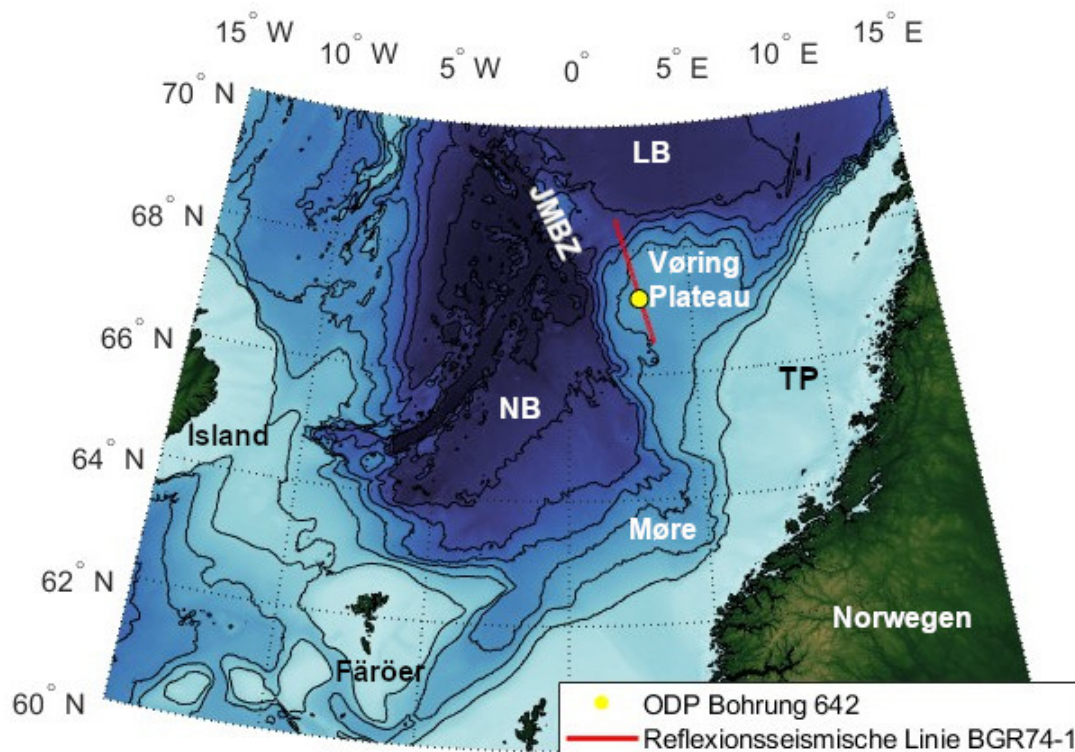 15° W
10° W
5° W
0°
5° E
10° E
15° E
70° N
68° N
66° N
64° N
62° N
60° N
LB
JMBZ
Vøring
Plateau
TP
NB
Island
Møre
Norwegen
Färöer
ODP Bohrung 642
Reflexionsseismische Linie BGR74-1